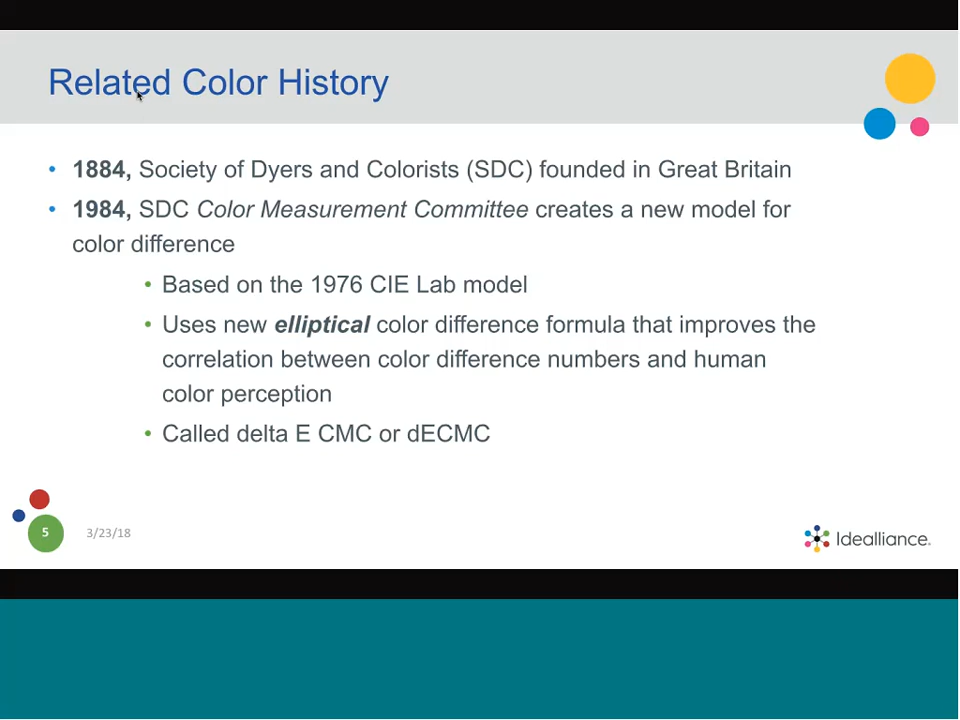 Related Color History
• 1884, Society of Dyers and Colorists (SDC) founded in Great Britain
• 1984, SDC Color Measurement Committee creates a new model for
color difference
• Based on the 1976 CIE Lab model
• Uses new elliptical color difference formula that improves the
correlation between color difference numbers and human
color perception
• Called delta E CMC or dECMC
5
3/23/18
Idealliance.